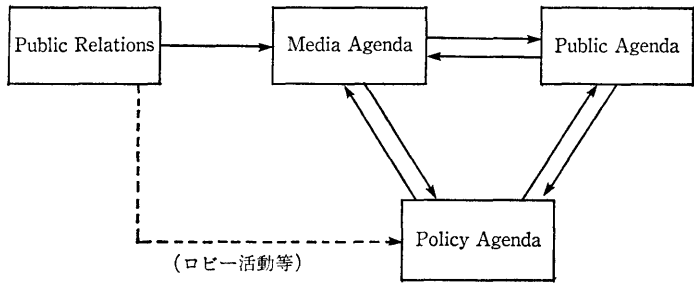 Public Relations
Media Agenda
Public Agenda
Policy Agenda
(ロビー活動等)